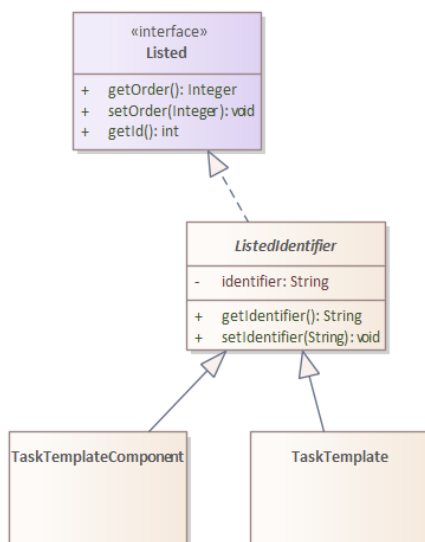 «interface»
Listed
+ getOrder(): Integer
+ setOrder(Integer): void
+ getId(): int
ListedIdentifier
- identifier: String
+ getIdentifier(): String
+ setIdentifier(String): void
TaskTemplateComponent
TaskTemplate